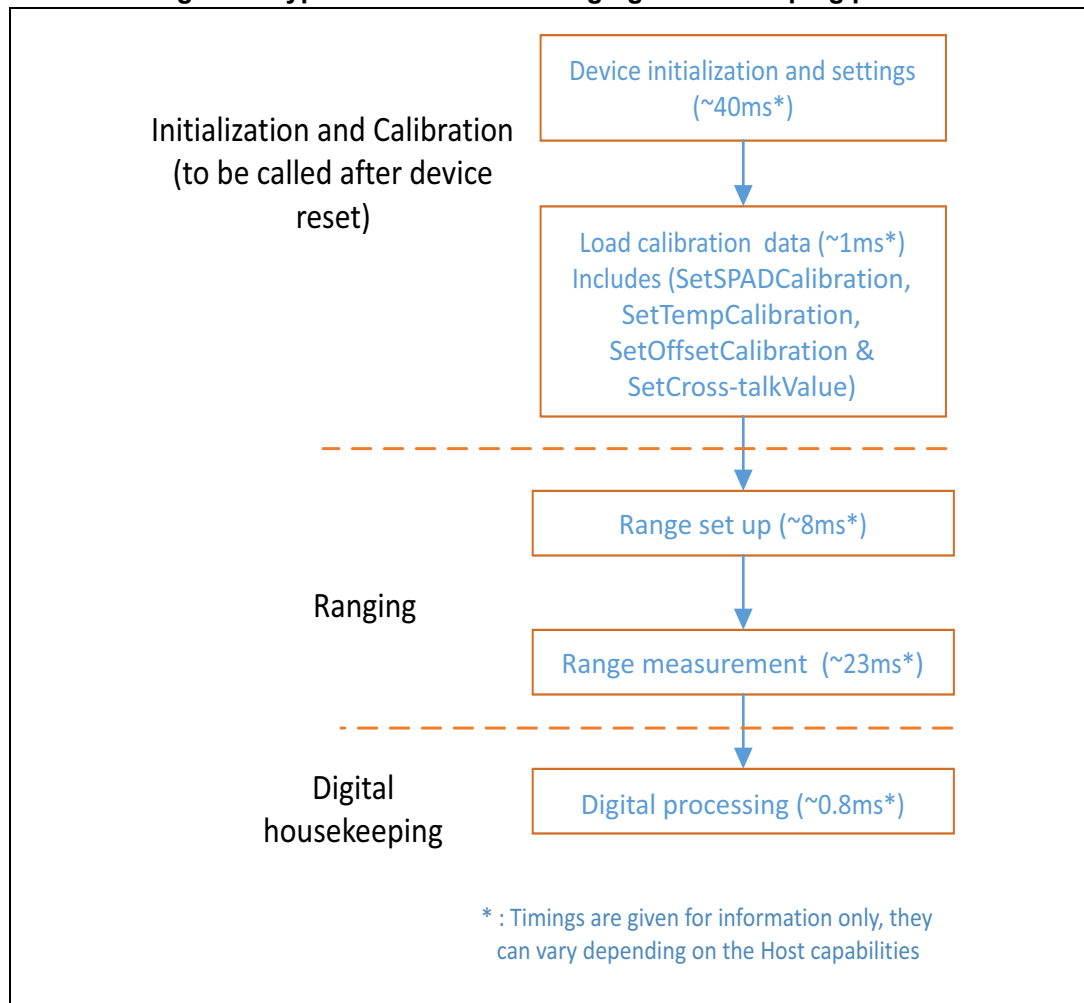 Initialization and Calibration
(to be called after device
reset)
Device initialization and settings
(~40ms*)
Load calibration data (~1ms*)
Includes (SetSPADCalibration,
SetTempCalibration,
SetOffsetCalibration &
SetCross-talkValue)
Ranging
Range set up (~8ms*)
Range measurement (~23ms*)
Digital
housekeeping
Digital processing (~0.8ms*)
* : Timings are given for information only, they
can vary depending on the Host capabilities